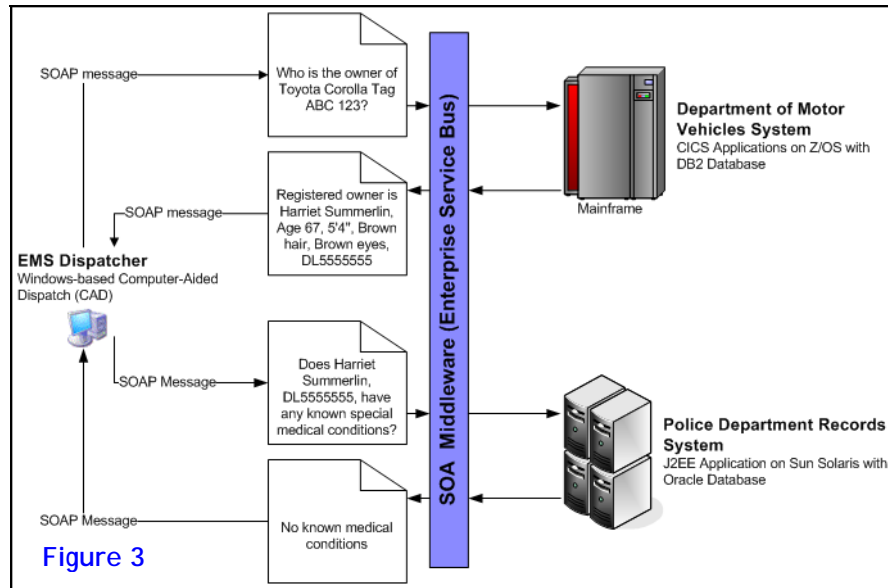 SOAP message
Who is the owner of
Toyota Corolla Tag
ABC 123?
Department of Motor
Vehicles System
CICS Applications on Z/OS with
DB2 Database
Mainframe
SOAP message
Registered owner is
Harriet Summerlin,
Age 67, 5'4", Brown
hair, Brown eyes,
DL5555555
EMS Dispatcher
Windows-based Computer-Aided
Dispatch (CAD)
SOA Middleware (Enterprise Service Bus)
SOAP Message
Does Harriet
Summerlin,
DL5555555, have
any known special
medical conditions?
Police Department Records
System
J2EE Application on Sun Solaris with
Oracle Database
SOAP Message
No known medical
conditions
Figure 3